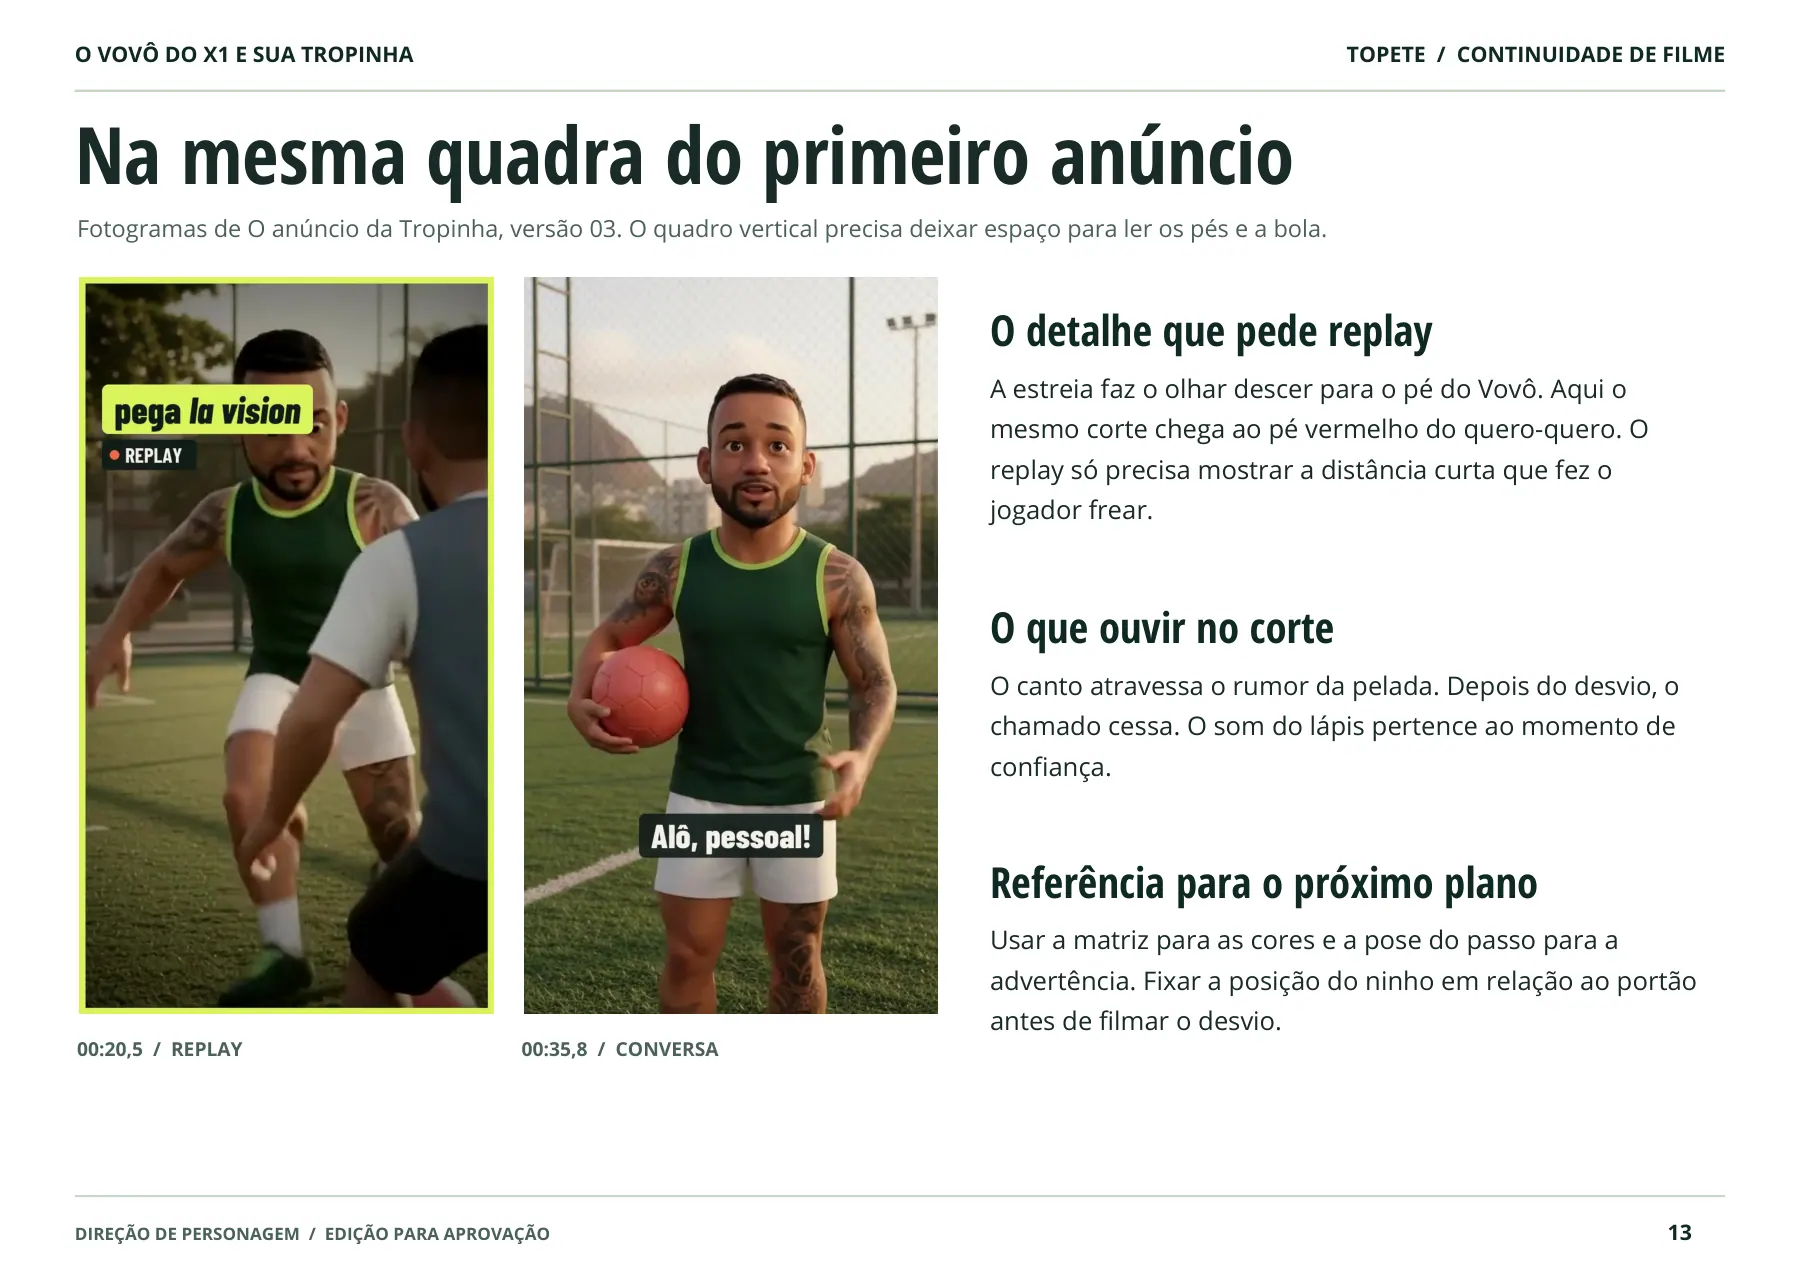 O VOVÔ DO X1 E SUA TROPINHA
TOPETE / CONTINUIDADE DE FILME
Na mesma quadra do primeiro anúncio
Fotogramas de O anúncio da Tropinha, versão 03. O quadro vertical precisa deixar espaço para ler os pés e a bola.
pega la vision
REPLAY
Alô, pessoal!
00:20,5 / REPLAY
00:35,8 / CONVERSA
O detalhe que pede replay
A estreia faz o olhar descer para o pé do Vovô. Aqui o
mesmo corte chega ao pé vermelho do quero-quero. O
replay só precisa mostrar a distância curta que fez o
jogador frear.
O que ouvir no corte
O canto atravessa o rumor da pelada. Depois do desvio, o
chamado cessa. O som do lápis pertence ao momento de
confiança.
Referência para o próximo plano
Usar a matriz para as cores e a pose do passo para a
advertência. Fixar a posição do ninho em relação ao portão
antes de filmar o desvio.
DIREÇÃO DE PERSONAGEM / EDIÇÃO PARA APROVAÇÃO
13